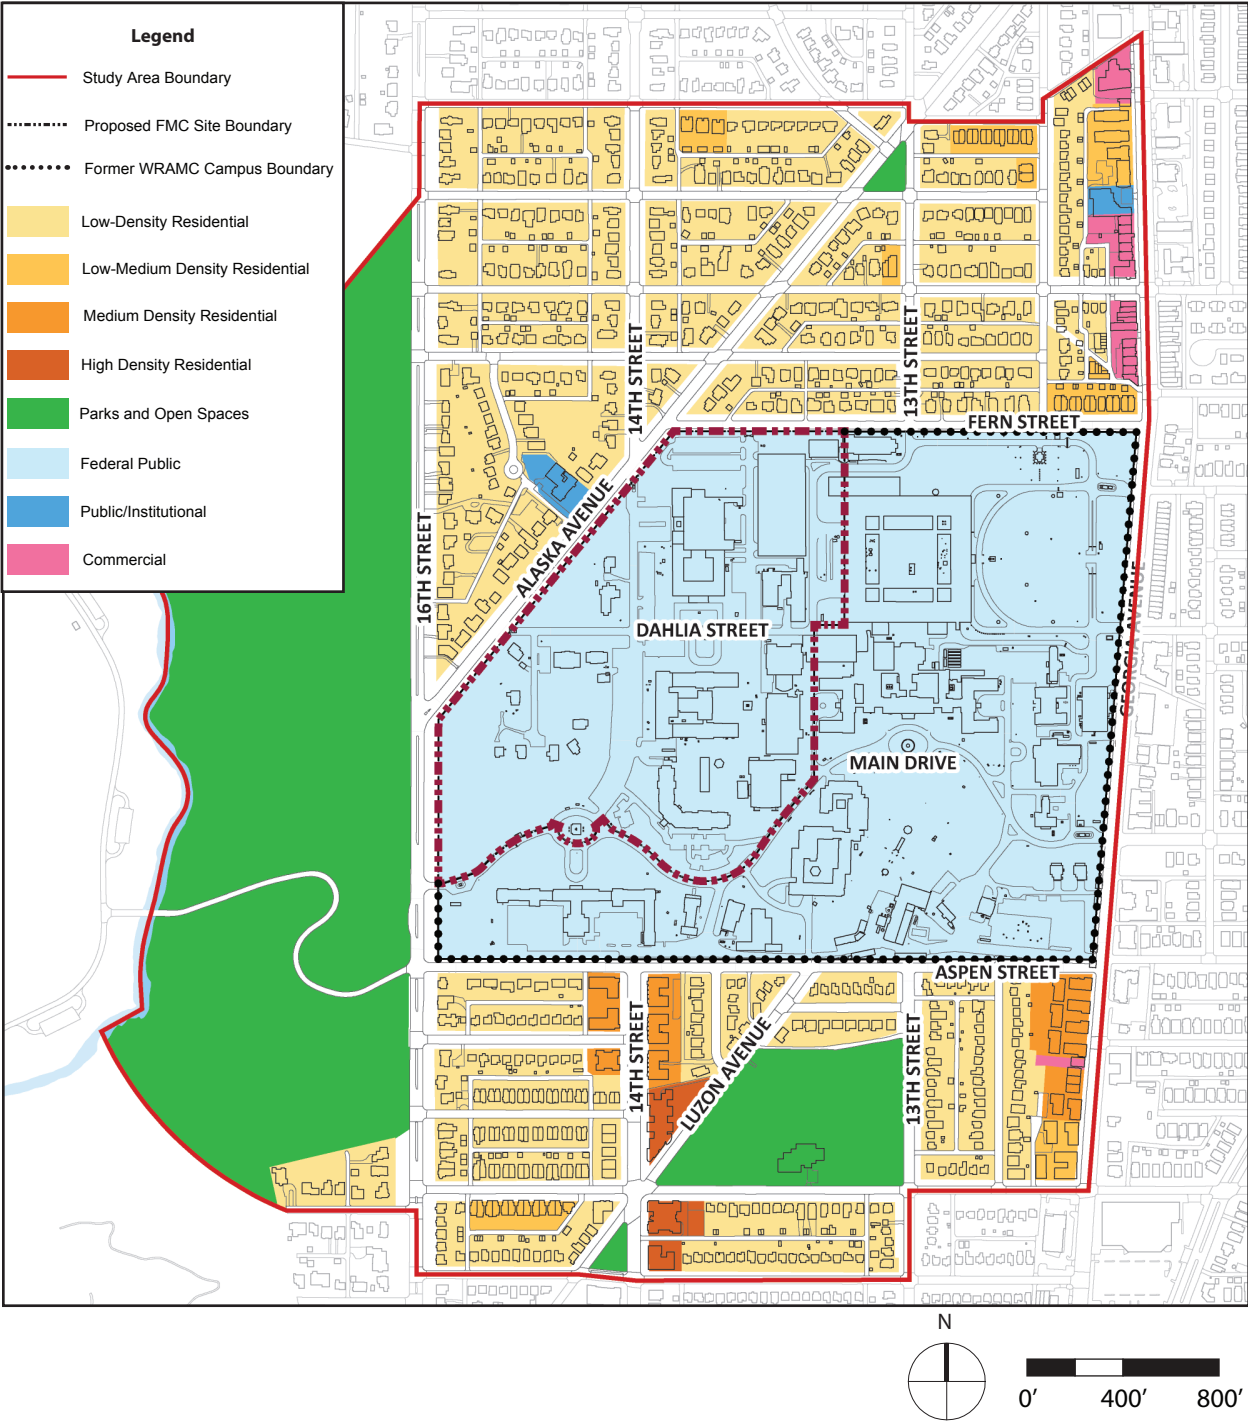 Legend
Study Area Boundary
Proposed FMC Site Boundary
Former WRAMC Campus Boundary
Low-Density Residential
Low-Medium Density Residential
Medium Density Residential
High Density Residential
Parks and Open Spaces
Federal Public
Public/Institutional
Commercial
14TH STREET
13TH STREET
FERN STREET
16TH STREET
ALASKA AVENUE
DAHLIA STREET
GEORGIA AVENUE
MAIN DRIVE
ASPEN STREET
14TH STREET
LUZON AVENUE
13TH STREET
N
0' 400' 800'